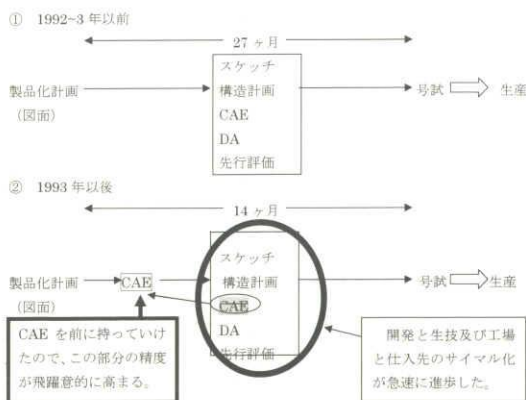 ① 1992~3 年以前
27 ヶ月
スケッチ
製品化計画
構造計画
号試
生産
(図面)
CAE
DA
先行評価
② 1993 年以後
14 ヶ月
スケッチ
製品化計画
CAE
構造計画
号試
生産
(図面)
CAE
DA
先行評価
CAE を前に持っていけ
たので、この部分の精度
が飛躍意的に高まる。
開発と生技及び工場
と仕入先のサイマル化
が急速に進歩した。